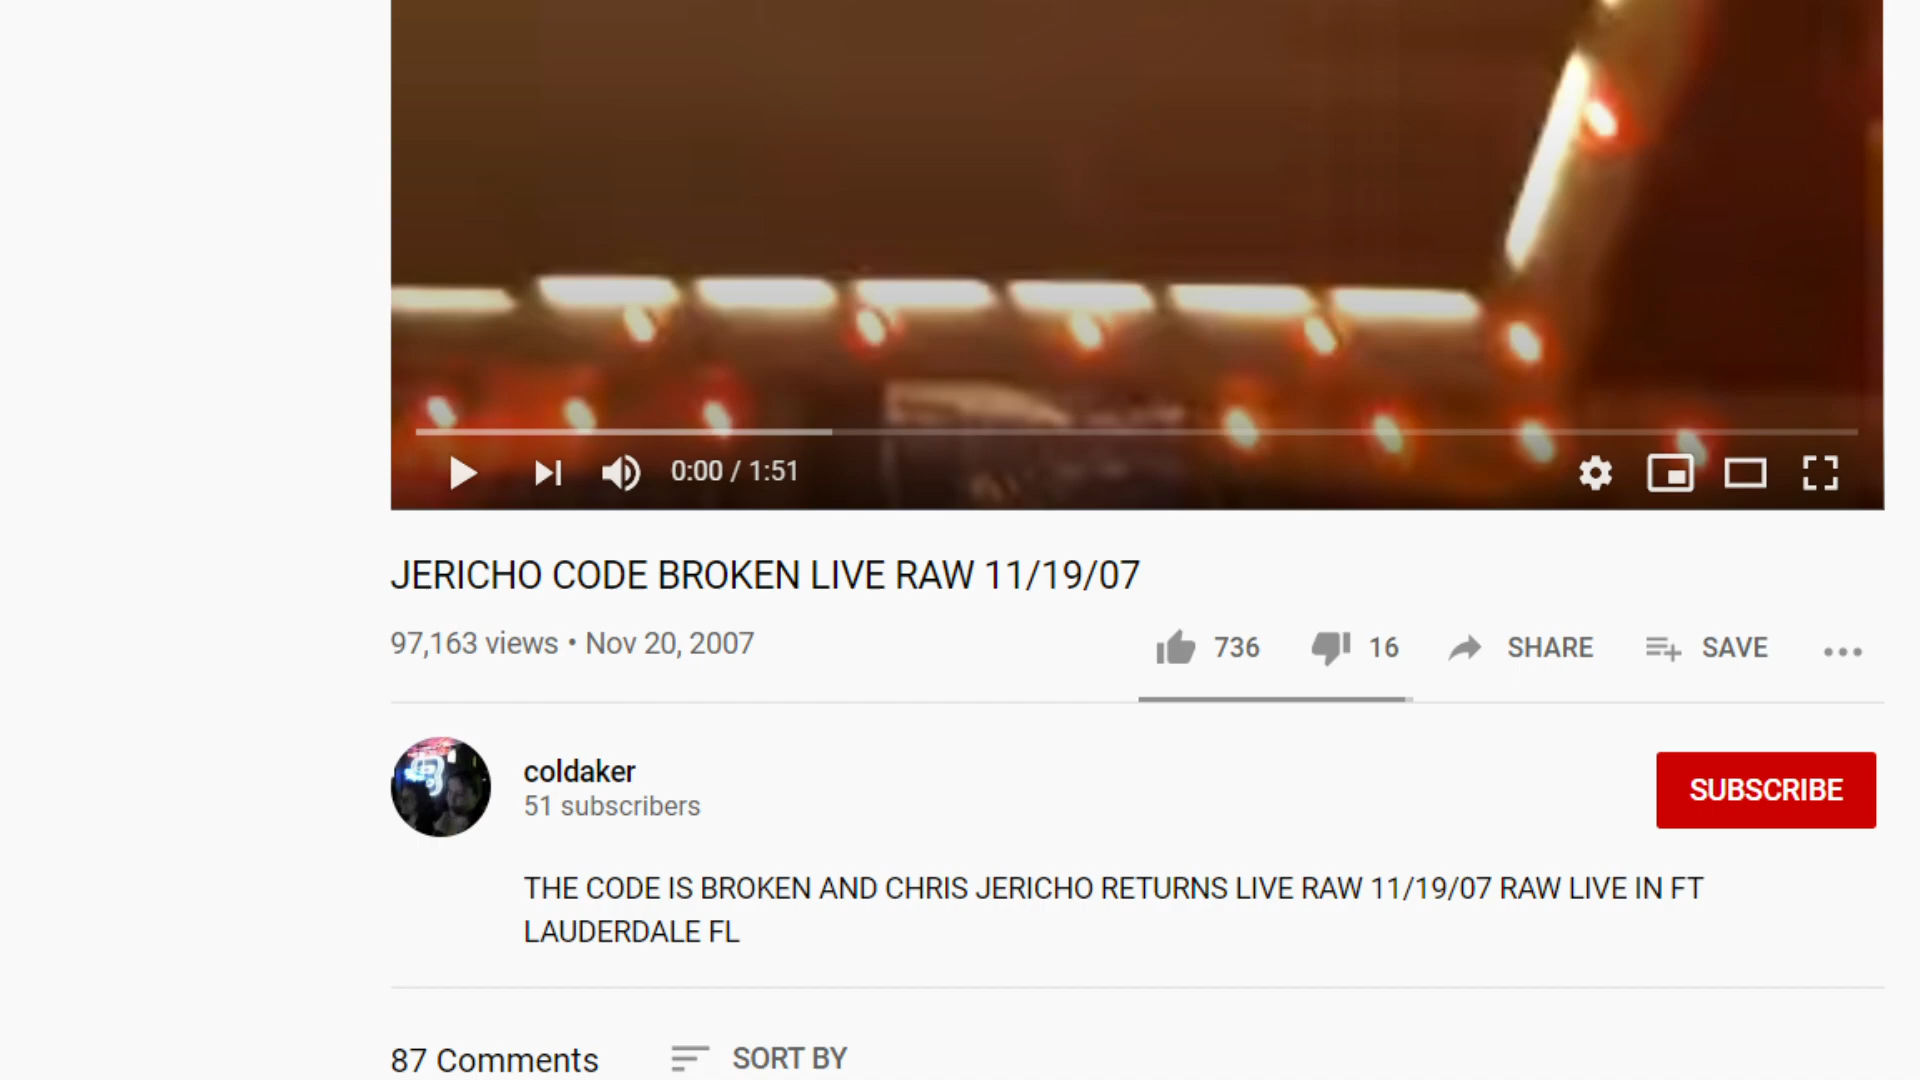 0:00 / 1:51
JERICHO CODE BROKEN LIVE RAW 11/19/07
97,163 views • Nov 20, 2007
736
16
SHARE
SAVE
coldaker
51 subscribers
SUBSCRIBE
THE CODE IS BROKEN AND CHRIS JERICHO RETURNS LIVE RAW 11/19/07 RAW LIVE IN FT
LAUDERDALE FL
87 Comments
SORT BY